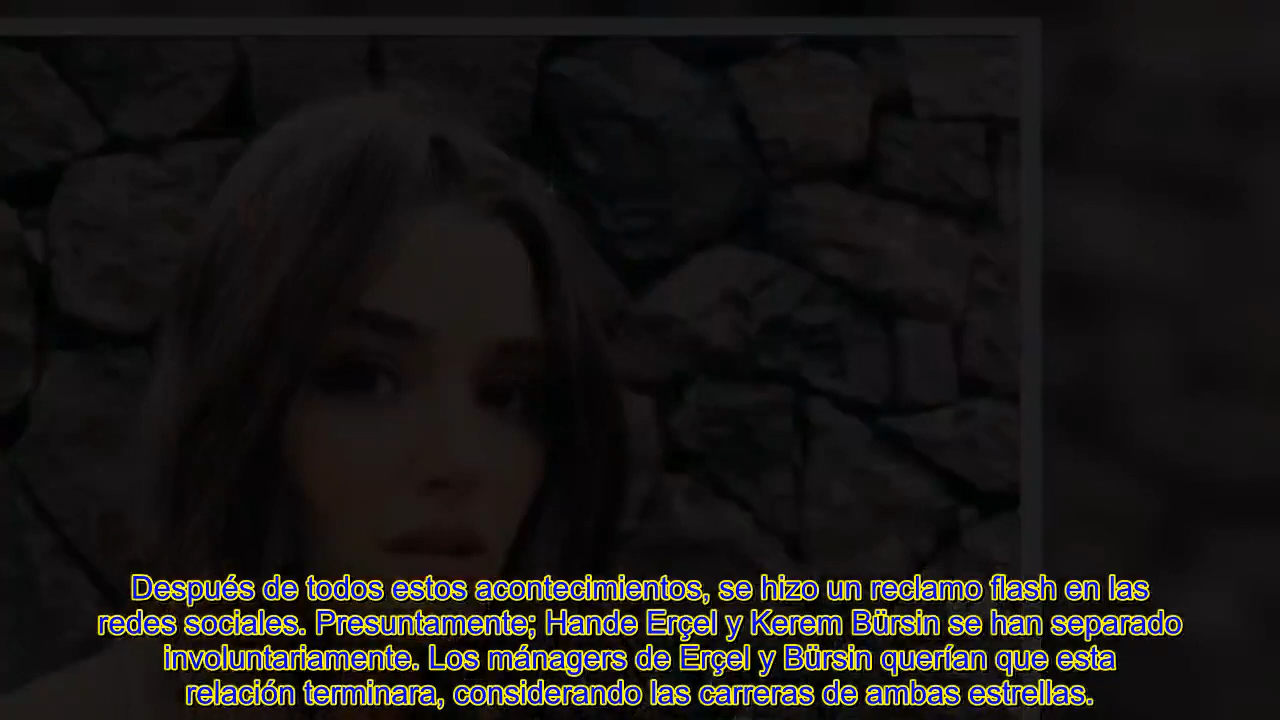 Después de todos estos acontecimientos, se hizo un reclamo flash en las
redes sociales. Presuntamente; Hande Erçel y Kerem Bürsin se han separado
involuntariamente. Los mánagers de Erçel y Bürsin querían que esta
relación terminara, considerando las carreras de ambas estrellas.